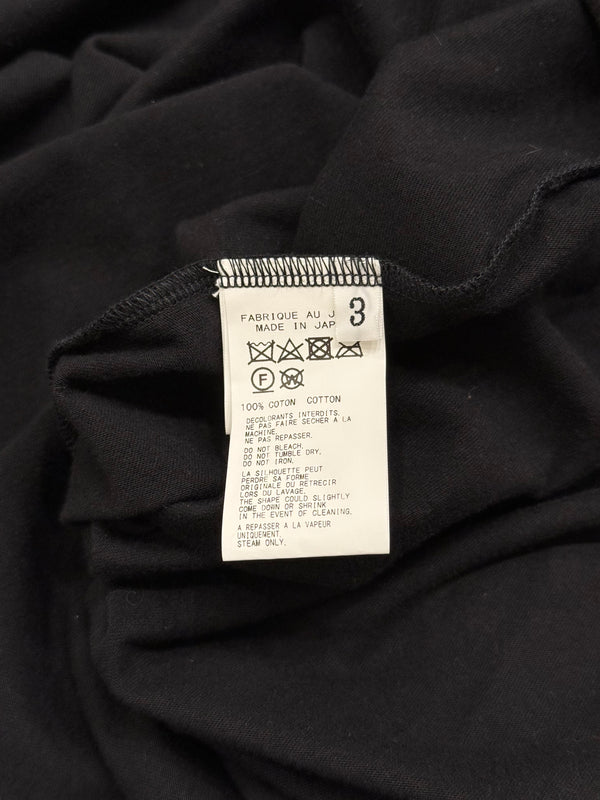 FABRIQUE AU J
MADE IN JAP
3
F
W
100% COTON COTTON
DECOLORANTS INTERDITS.
NE PAS FAIRE SECHER A LA
MACHINE.
NE PAS REPASSER.
DO NOT BLEACH.
DO NOT TUMBLE DRY.
DO NOT IRON.
LA SILHOUETTE PEUT
PERDRE SA FORME
ORIGINALE OU RETRECIR
LORS DU LAVAGE.
THE SHAPE COULD SLIGHTLY
COME DOWN OR SHRINK
IN THE EVENT OF CLEANING.
A REPASSER A LA VAPEUR
UNIQUEMENT.
STEAM ONLY.